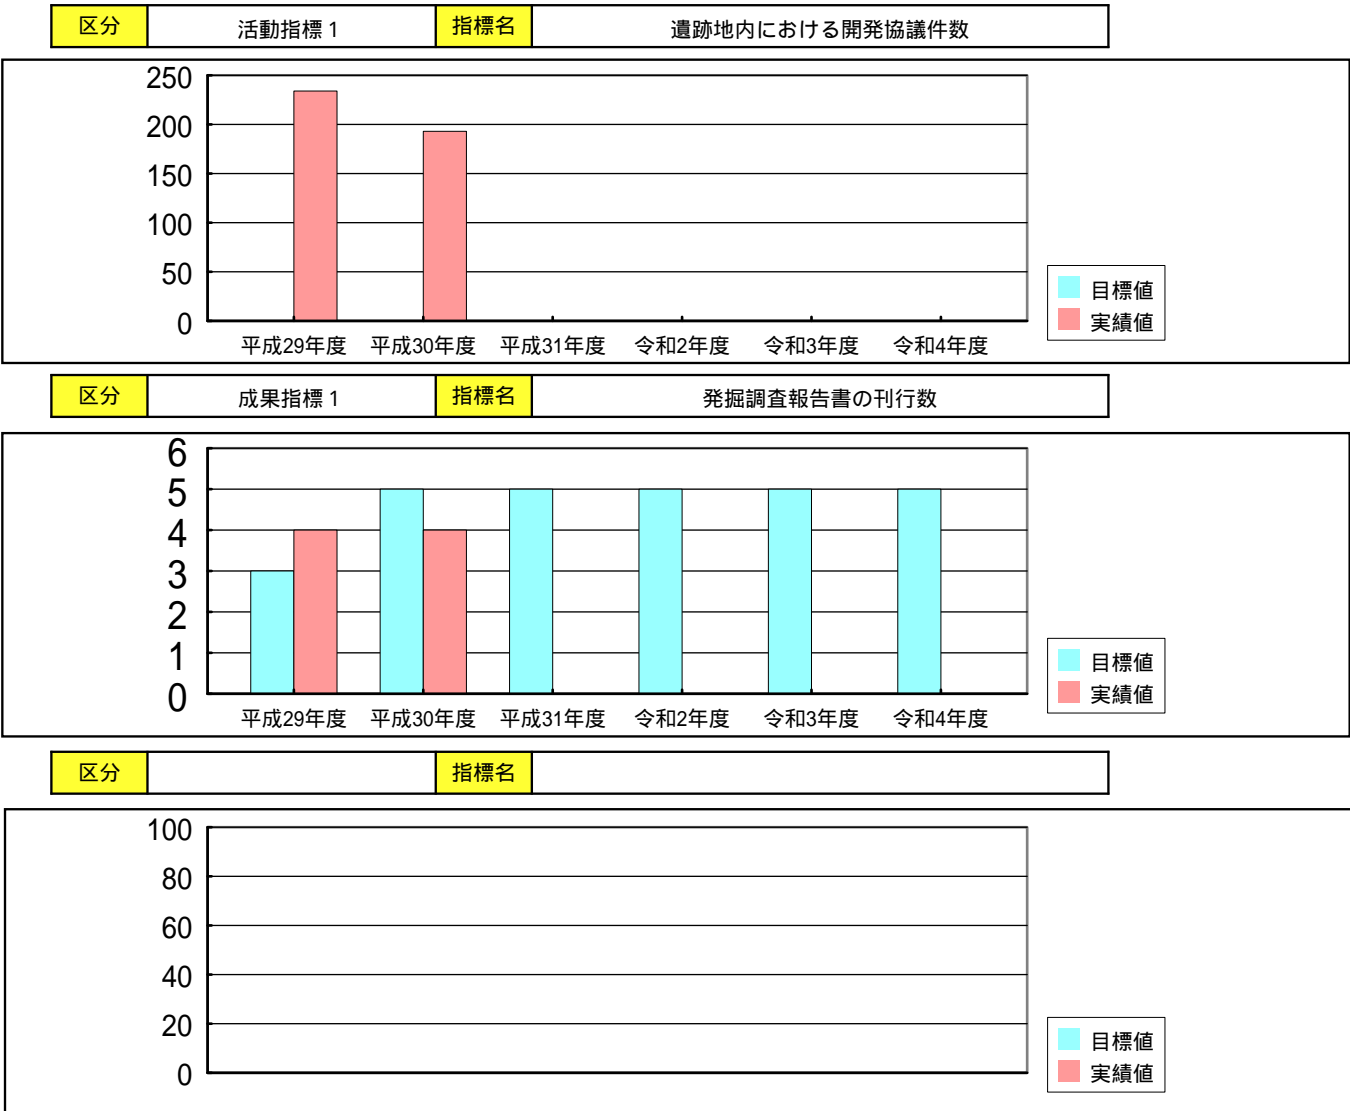 区分 活動指標1 指標名 遺跡地内における開発協議件数
250
200
150
100
50
0
平成29年度 平成30年度 平成31年度 令和2年度 令和3年度 令和4年度
目標値
実績値
区分 成果指標1 指標名 発掘調査報告書の刊行数
6
5
4
3
2
1
0
平成29年度 平成30年度 平成31年度 令和2年度 令和3年度 令和4年度
目標値
実績値
区分 指標名
100
80
60
40
20
0
目標値
実績値